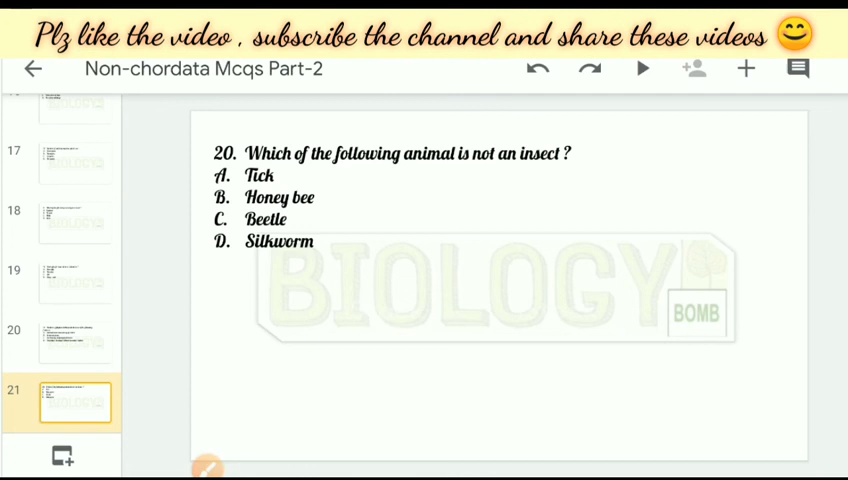 Plz like the video , subscribe the channel and share these videos 😊
Non-chordata Mcqs Part-2
17
18
19
20
21
20. Which of the following animal is not an insect ?
A. Tick
B. Honey bee
C. Beetle
D. Silkworm
BIOLOGY
BOMB